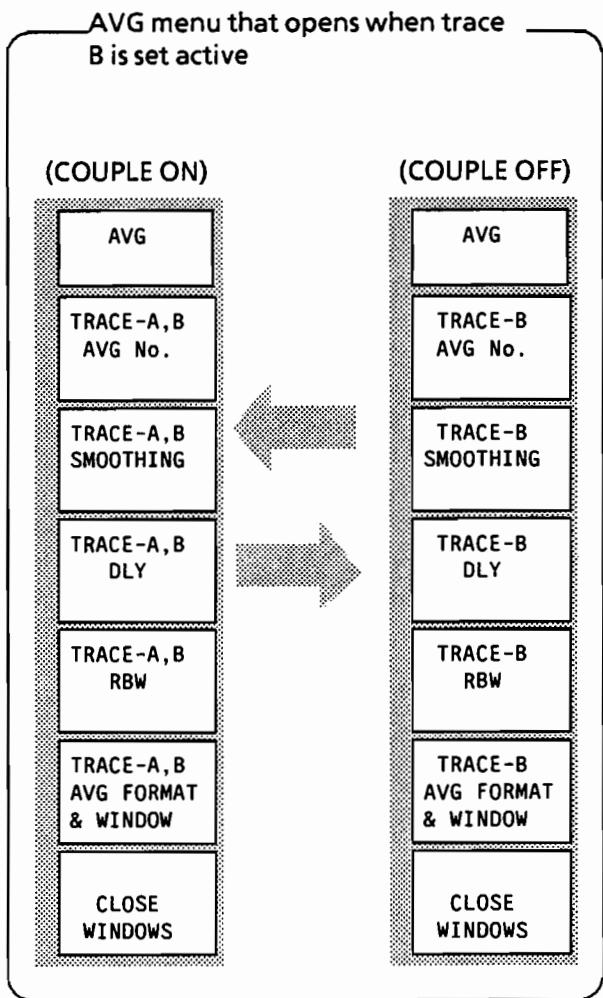 AVG menu that opens when trace
B is set active
(COUPLE ON)
AVG
TRACE-A,B
AVG No.
TRACE-A,B
SMOOTHING
TRACE-A,B
DLY
TRACE-A,B
RBW
TRACE-A,B
AVG FORMAT
& WINDOW
CLOSE
WINDOWS
(COUPLE OFF)
AVG
TRACE-B
AVG No.
TRACE-B
SMOOTHING
TRACE-B
DLY
TRACE-B
RBW
TRACE-B
AVG FORMAT
& WINDOW
CLOSE
WINDOWS